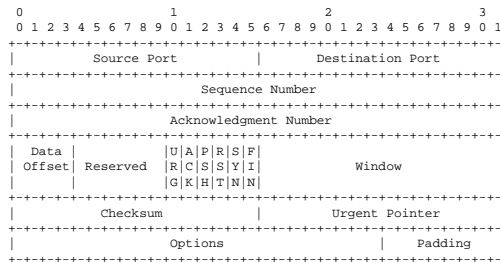 0                   1                   2                   3
0 1 2 3 4 5 6 7 8 9 0 1 2 3 4 5 6 7 8 9 0 1 2 3 4 5 6 7 8 9 0 1
+-+-+-+-+-+-+-+-+-+-+-+-+-+-+-+-+-+-+-+-+-+-+-+-+-+-+-+-+-+-+-+-
|          Source Port          |       Destination Port
+-+-+-+-+-+-+-+-+-+-+-+-+-+-+-+-+-+-+-+-+-+-+-+-+-+-+-+-+-+-+-+-
|                        Sequence Number
+-+-+-+-+-+-+-+-+-+-+-+-+-+-+-+-+-+-+-+-+-+-+-+-+-+-+-+-+-+-+-+-
|                    Acknowledgment Number
+-+-+-+-+-+-+-+-+-+-+-+-+-+-+-+-+-+-+-+-+-+-+-+-+-+-+-+-+-+-+-+-
|  Data |           |U|A|P|R|S|F|
| Offset| Reserved  |R|C|S|S|Y|I|            Window
|       |           |G|K|H|T|N|N|
+-+-+-+-+-+-+-+-+-+-+-+-+-+-+-+-+-+-+-+-+-+-+-+-+-+-+-+-+-+-+-+-
|           Checksum            |         Urgent Pointer
+-+-+-+-+-+-+-+-+-+-+-+-+-+-+-+-+-+-+-+-+-+-+-+-+-+-+-+-+-+-+-+-
|                    Options                    |    Padding
+-+-+-+-+-+-+-+-+-+-+-+-+-+-+-+-+-+-+-+-+-+-+-+-+-+-+-+-+-+-+-+-